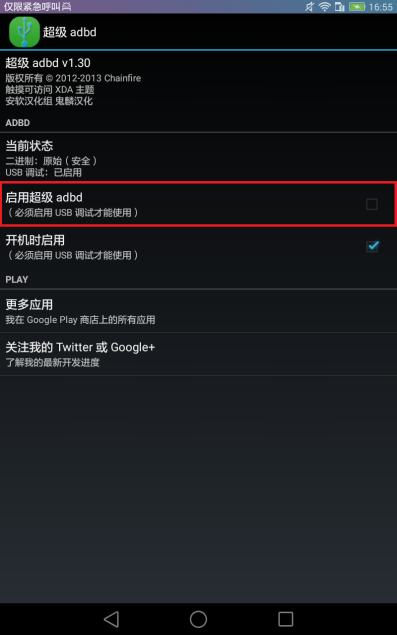 仅限紧急呼叫
16:55
超级 adbd
超级 adbd v1.30
版权所有 © 2012-2013 Chainfire
触摸可访问 XDA 主题
安软汉化组 鬼麟汉化
ADBD
当前状态
二进制：原始（安全）
USB 调试：已启用
启用超级 adbd
（必须启用 USB 调试才能使用）
开机时启用
（必须启用 USB 调试才能使用）
PLAY
更多应用
我在 Google Play 商店上的所有应用
关注我的 Twitter 或 Google+
了解我的最新开发进度